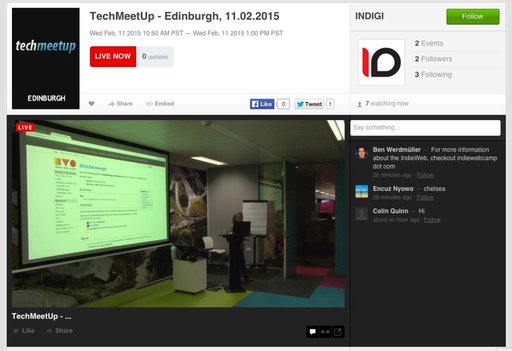 techmeetup
EDINBURGH
TechMeetUp - Edinburgh, 11.02.2015
Wed Feb, 11 2015 10:50 AM PST — Wed Feb, 11 2015 1:00 PM PST
LIVE NOW 0 updates
Share Embed
Like 0 Tweet 1
INDIGI
Follow
2 Events
2 Followers
3 Following
7 watching now
LIVE
2015/Edinburgh
TechMeetUp - ...
Like Share
Say something...
Ben Werdmüller – For more information
about the IndieWeb, checkout indiewebcamp
dot com
26 minutes ago · Follow
Encuz Nyowo – chelsea
28 minutes ago · Follow
Colin Quinn – Hi
about an hour ago · Follow